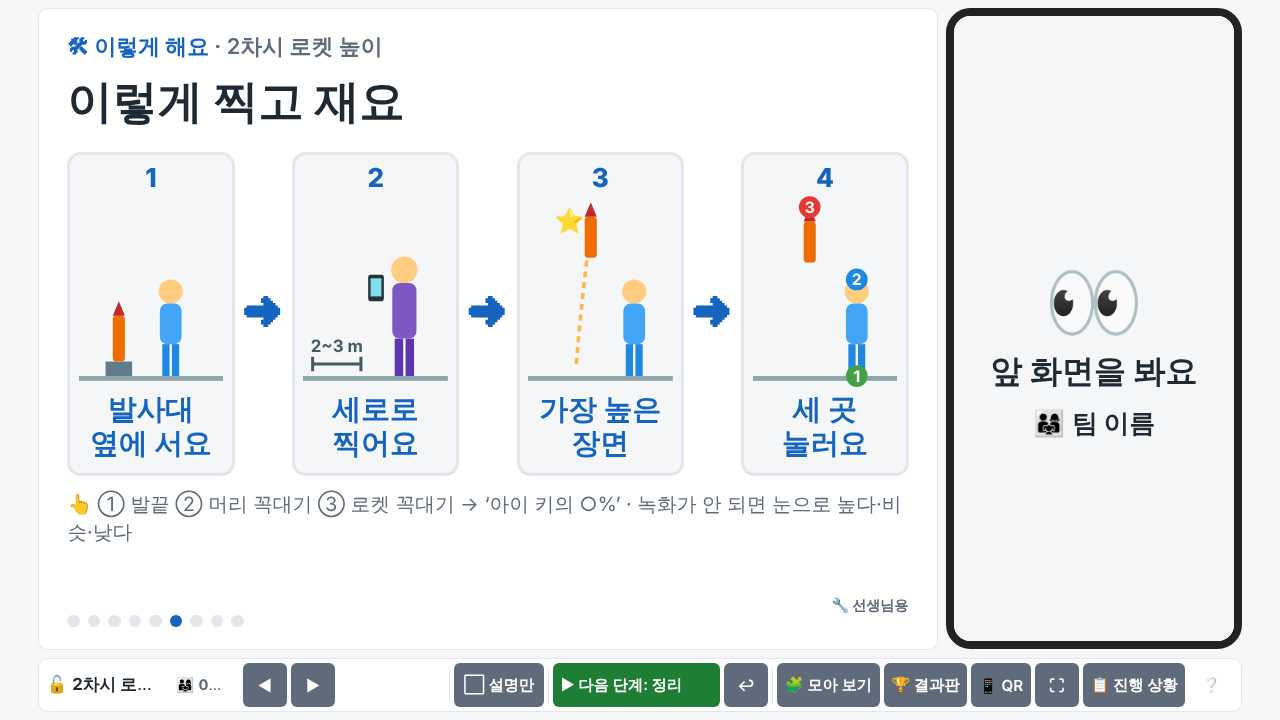 🛠 이렇게 해요 · 2차시 로켓 높이
이렇게 찍고 재요
1
발사대
옆에 서요
2
2~3 m
세로로
찍어요
3
가장 높은
장면
4
3
2
1
세 곳
눌러요
👆 ① 발끝 ② 머리 꼭대기 ③ 로켓 꼭대기 → ‘아이 키의 ○%’ · 녹화가 안 되면 눈으로 높다·비
슷·낮다
🔧 선생님용
👀
앞 화면을 봐요
👨‍👩‍👧 팀 이름
🔓 2차시 로…
👨‍👩‍👧 0…
◀
▶
⬜ 설명만
▶ 다음 단계: 정리
↩
🧩 모아 보기
🏆 결과판
📱 QR
⛶
📋 진행 상황
❔